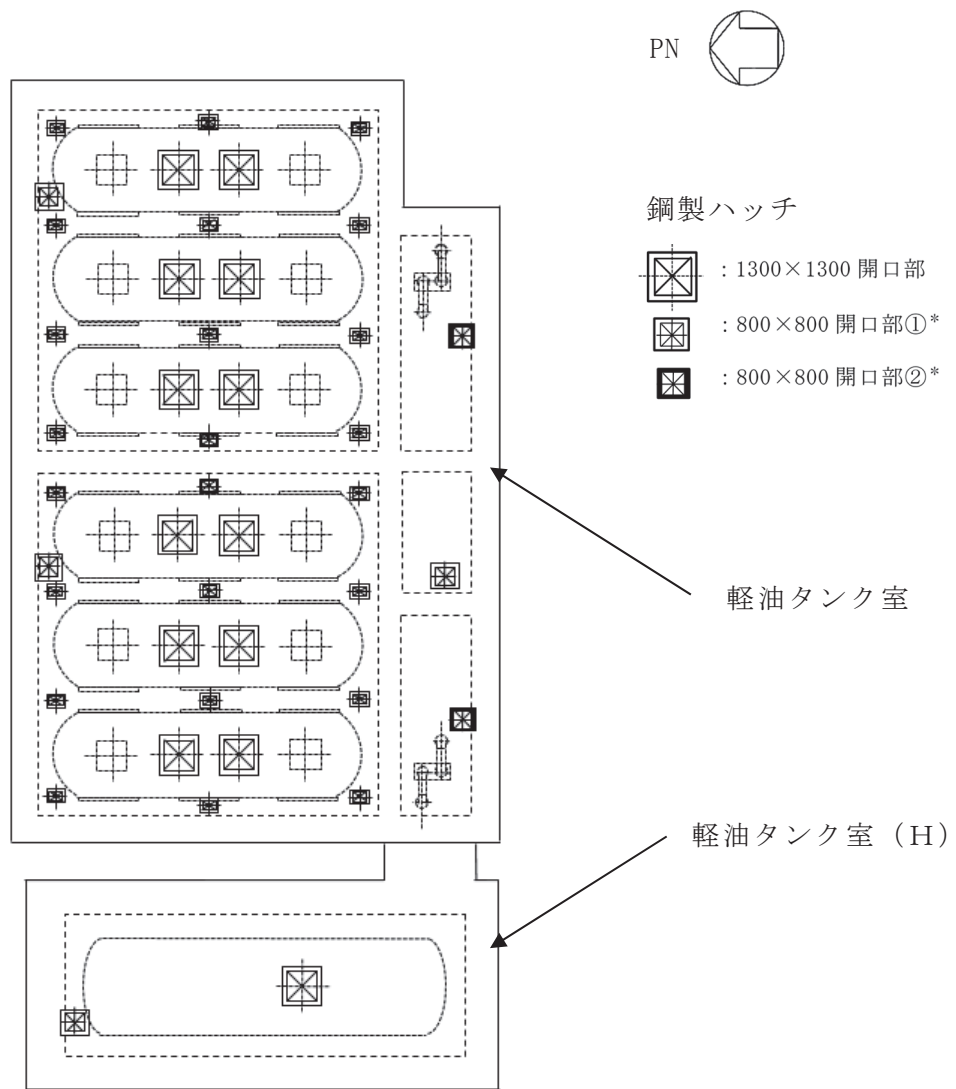 PN
鋼製ハッチ
：1300×1300 開口部
：800×800 開口部①*
：800×800 開口部②*
軽油タンク室
軽油タンク室（H）